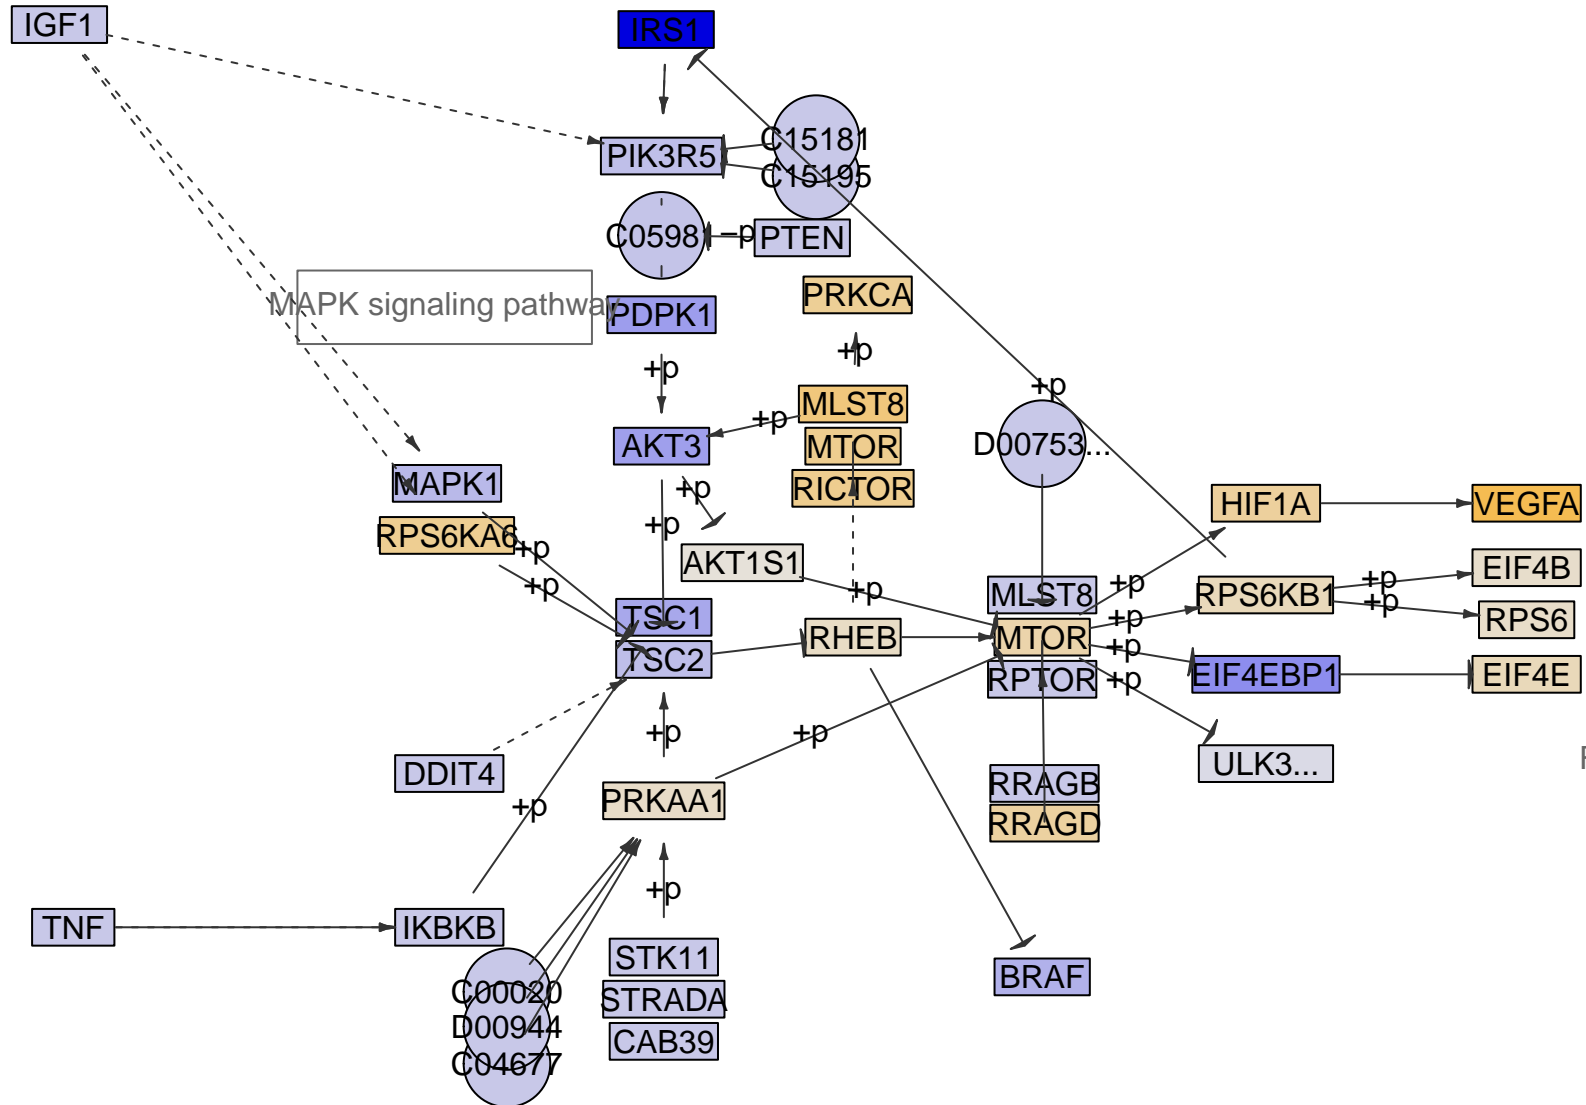 IGF1
IRS1
PIK3R5
C15181
C15195
C0598
-p
PTEN
MAPK signaling pathway
PDPK1
PRKCA
+p
+p
+p
MLST8
+p
AKT3
MTOR
D00753...
MAPK1
+p
RICTOR
HIF1A
VEGFA
RPS6KA6
+p
+p
AKT1S1
EIF4B
+p
+p
+p
MLST8
RPS6KB1
+p
+p
TSC1
+p
RPS6
RHEB
MTOR
+p
TSC2
RPTOR
+p
EIF4EBP1
EIF4E
+p
+p
DDIT4
ULK3...
PRKAA1
+p
RRAGB
RRAGD
+p
TNF
IKBKB
STK11
C00020
STRADA
BRAF
D00944
CAB39
C04677